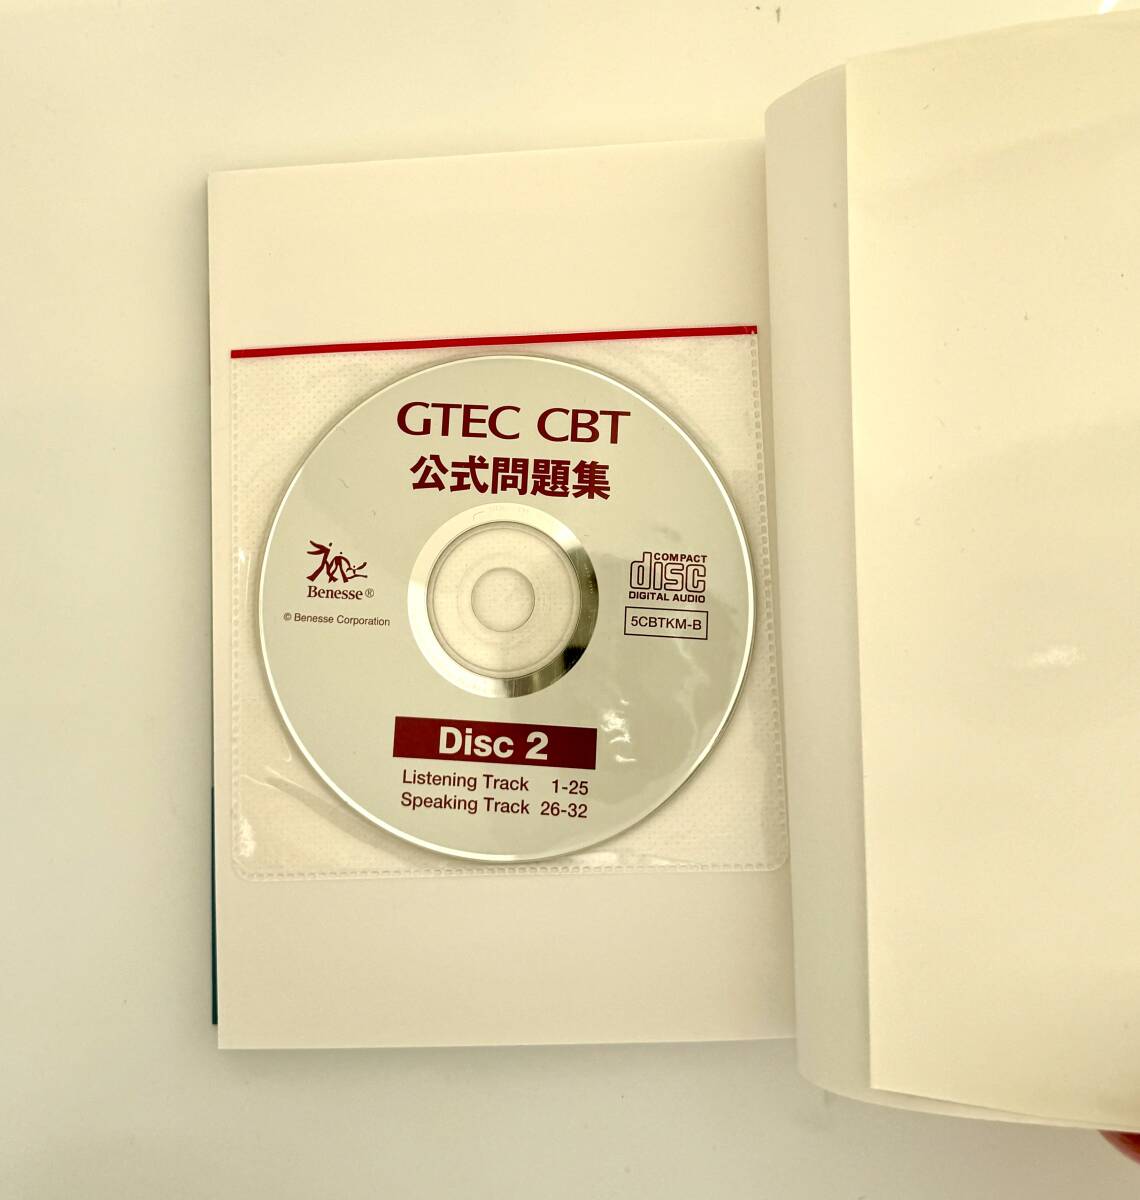 GTEC CBT
公式問題集
Benesse®
© Benesse Corporation
COMPACT
disc
DIGITAL AUDIO
5CBTKM-B
Disc 2
Listening Track 1-25
Speaking Track 26-32